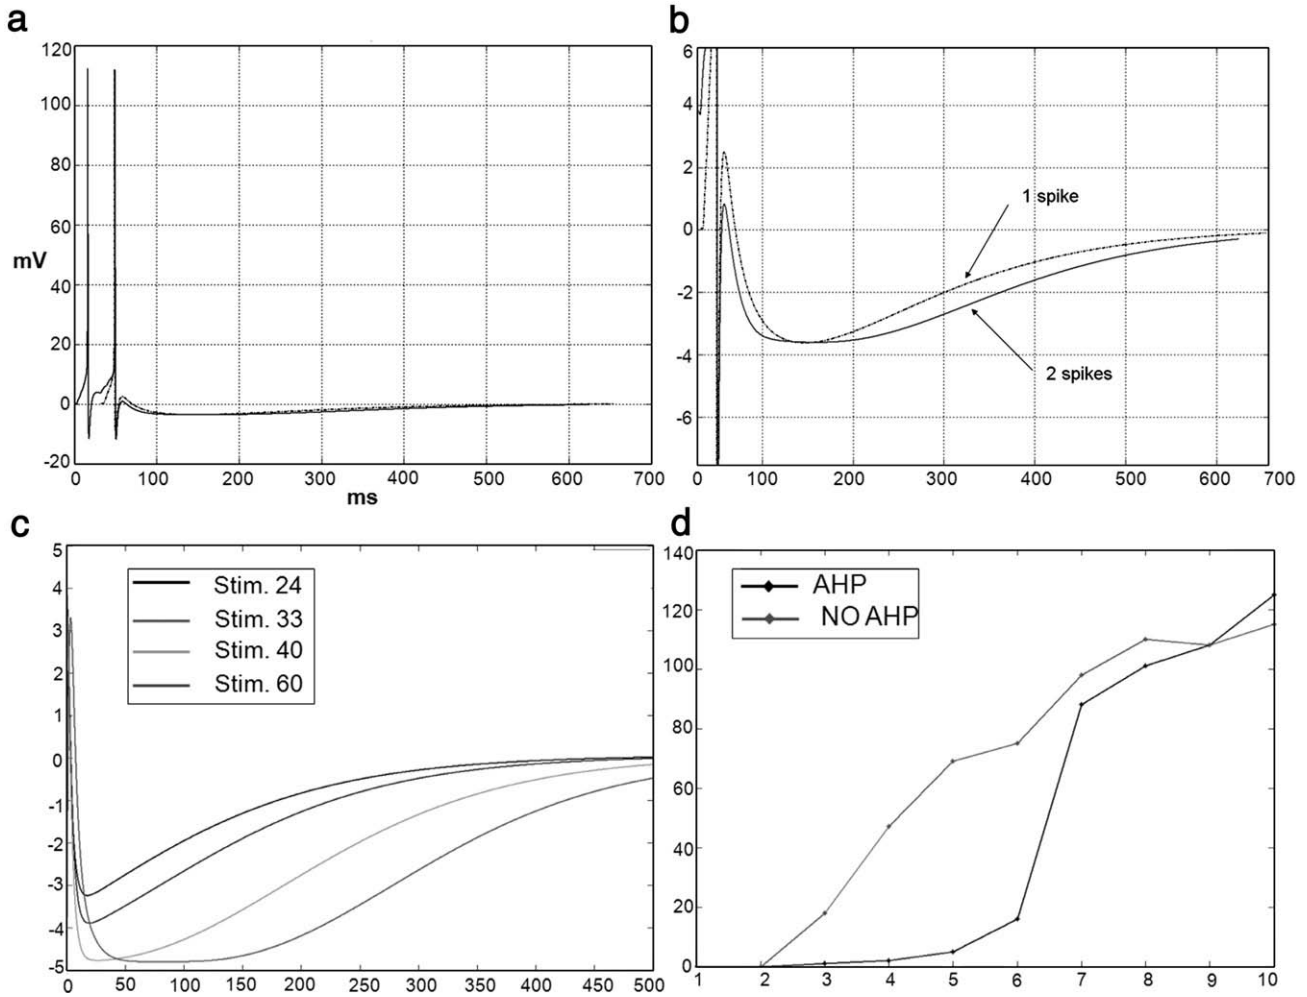 a
120
100
80
60
mV
40
20
0
-20
0 100 200 300 400 500 600 700
ms
b
6
4
2
0
-2
-4
-6
1 spike
2 spikes
0 100 200 300 400 500 600 700
c
5
4
3
2
1
0
-1
-2
-3
-4
-5
Stim. 24
Stim. 33
Stim. 40
Stim. 60
0 50 100 150 200 250 300 350 400 450 500
d
140
120
100
80
60
40
20
0
AHP
NO AHP
1 2 3 4 5 6 7 8 9 10